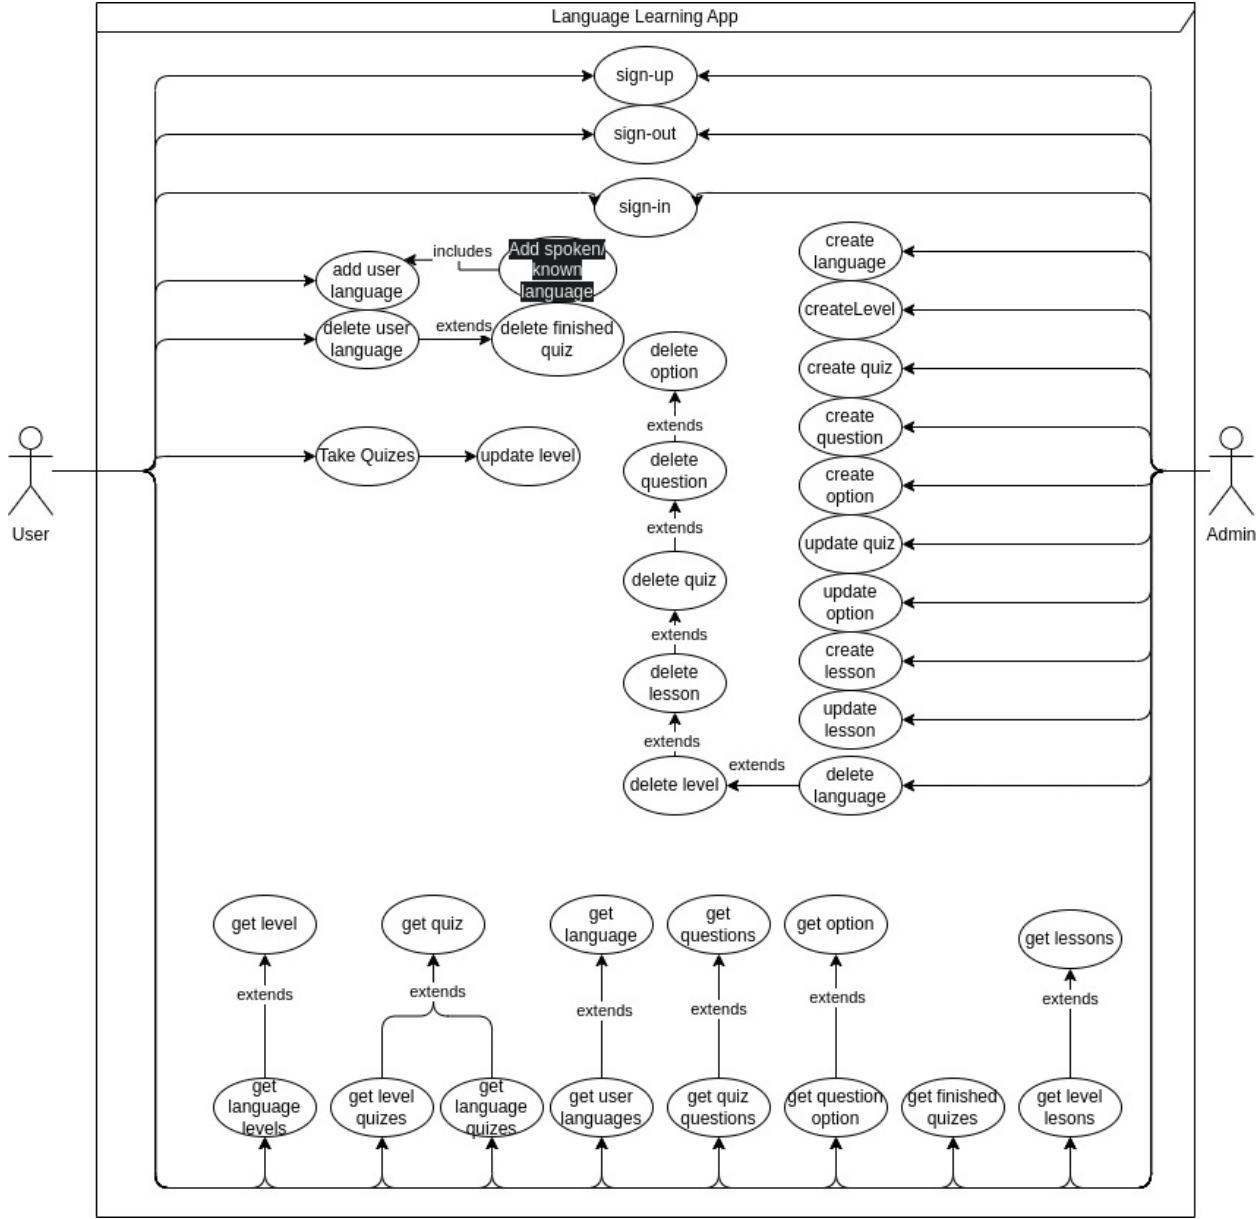 Language Learning App
sign-up
sign-out
sign-in
add user
language
includes
Add spoken/
known
language
delete user
language
extends
delete finished
quiz
Take Quizes
update level
User
delete
option
extends
delete
question
extends
delete quiz
extends
delete
lesson
extends
delete level
extends
create
language
createLevel
create quiz
create
question
create
option
update quiz
update
option
create
lesson
update
lesson
delete
language
Admin
get level
get quiz
get
language
get
questions
get option
get lessons
extends
extends
extends
extends
extends
extends
get
language
levels
get level
quizes
get
language
quizes
get user
languages
get quiz
questions
get question
option
get finished
quizes
get level
lesons